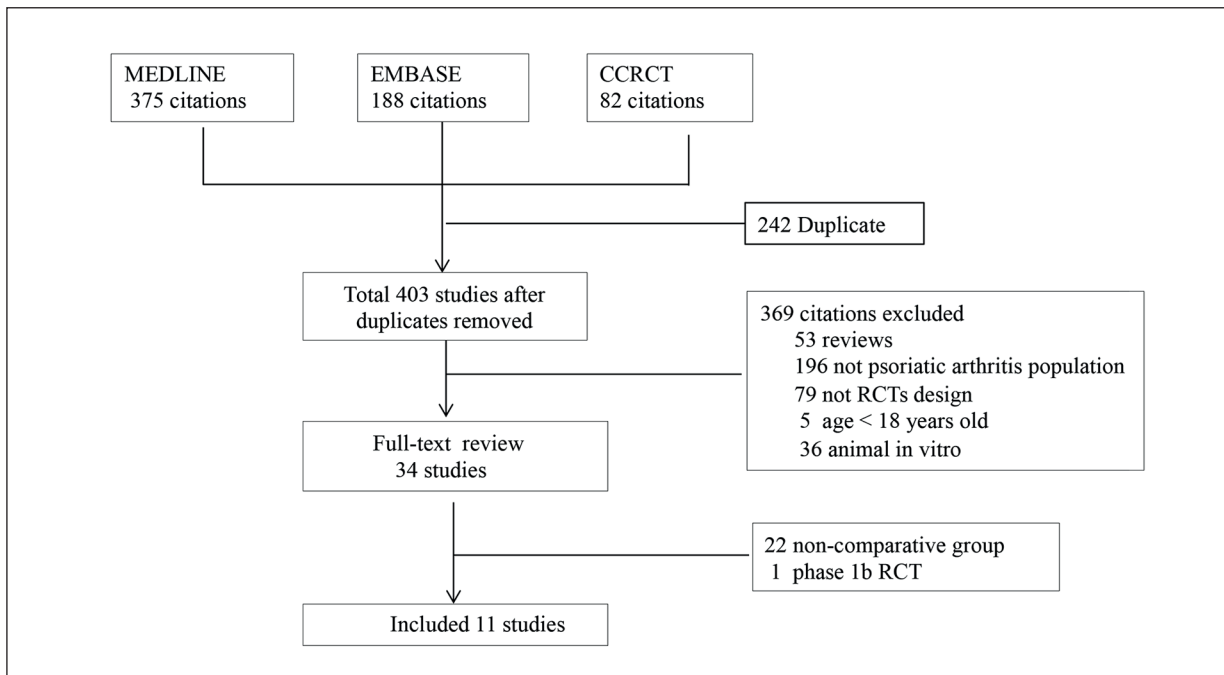 MEDLINE
375 citations
EMBASE
188 citations
CCRCT
82 citations
242 Duplicate
Total 403 studies after
duplicates removed
369 citations excluded
53 reviews
196 not psoriatic arthritis population
79 not RCTs design
5 age < 18 years old
36 animal in vitro
Full-text review
34 studies
22 non-comparative group
1 phase 1b RCT
Included 11 studies